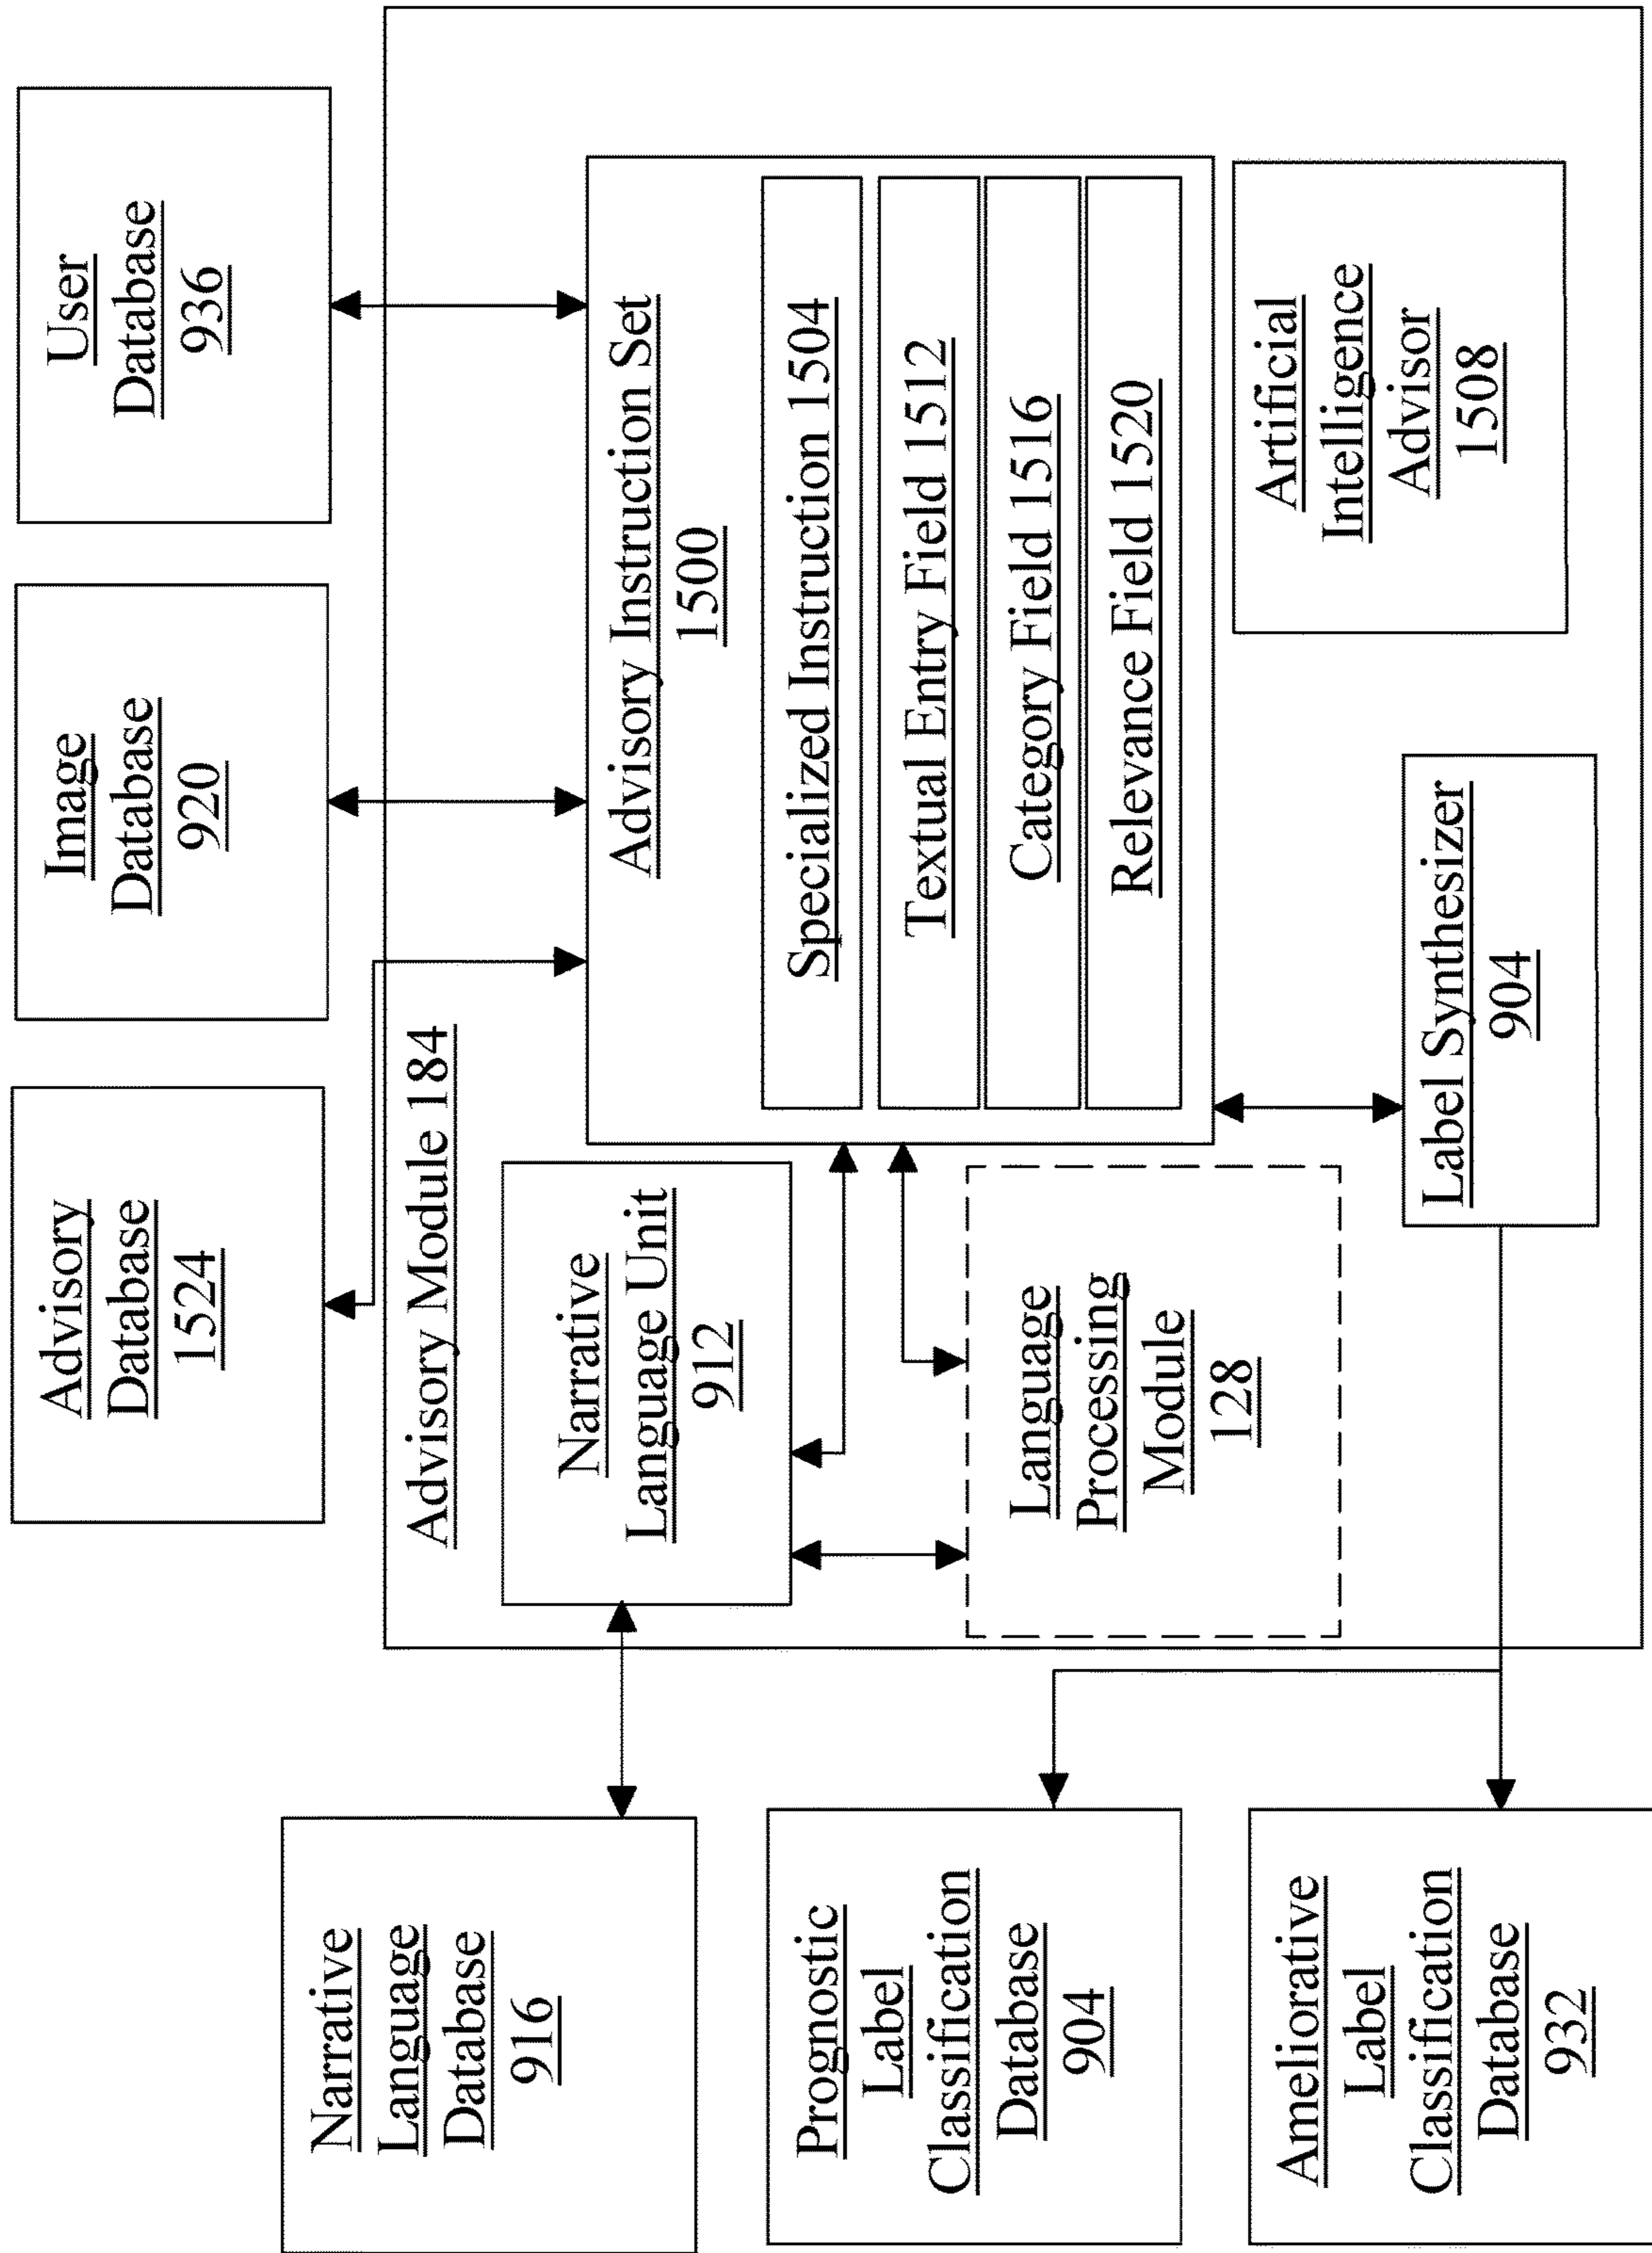 Advisory
Database
1524
Image
Database
920
User
Database
936
Advisory Module 184
Narrative
Language Database
916
Narrative
Language Unit
912
Advisory Instruction Set
1500
Specialized Instruction 1504
Textual Entry Field 1512
Category Field 1516
Relevance Field 1520
Prognostic
Label
Classification
Database
904
Language
Processing
Module
128
Artificial
Intelligence
Advisor
1508
Ameliorative
Label
Classification
Database
932
Label Synthesizer
904